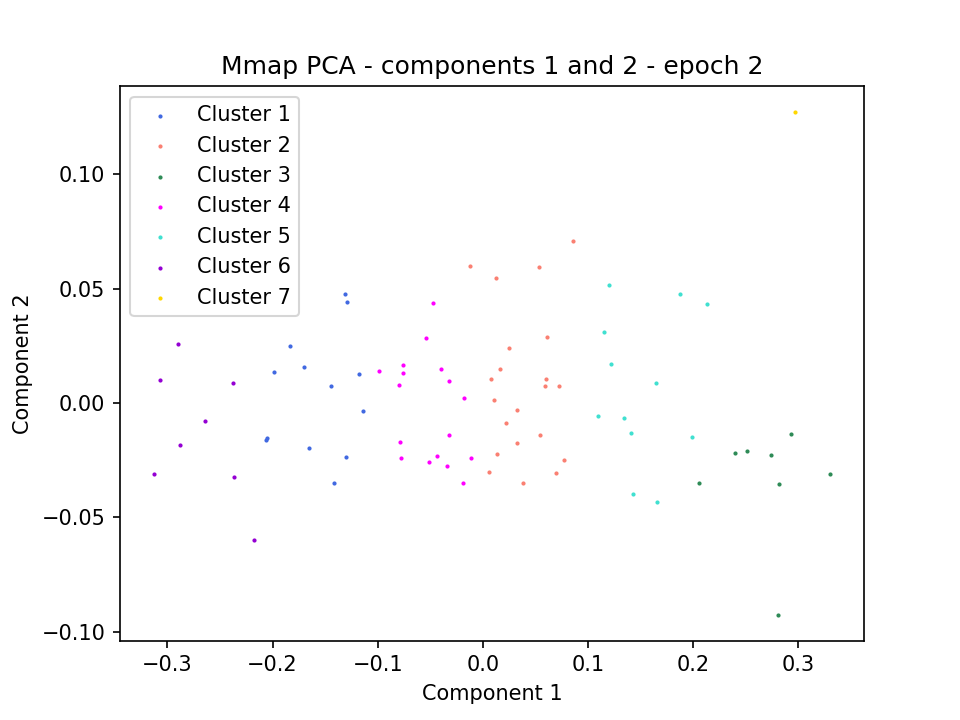 Mmap PCA - components 1 and 2 - epoch 2
Cluster 1
Cluster 2
Cluster 3
Cluster 4
Cluster 5
Cluster 6
Cluster 7
0.10
0.05
0.00
−0.05
−0.10
Component 2
−0.3 −0.2 −0.1 0.0 0.1 0.2 0.3
Component 1